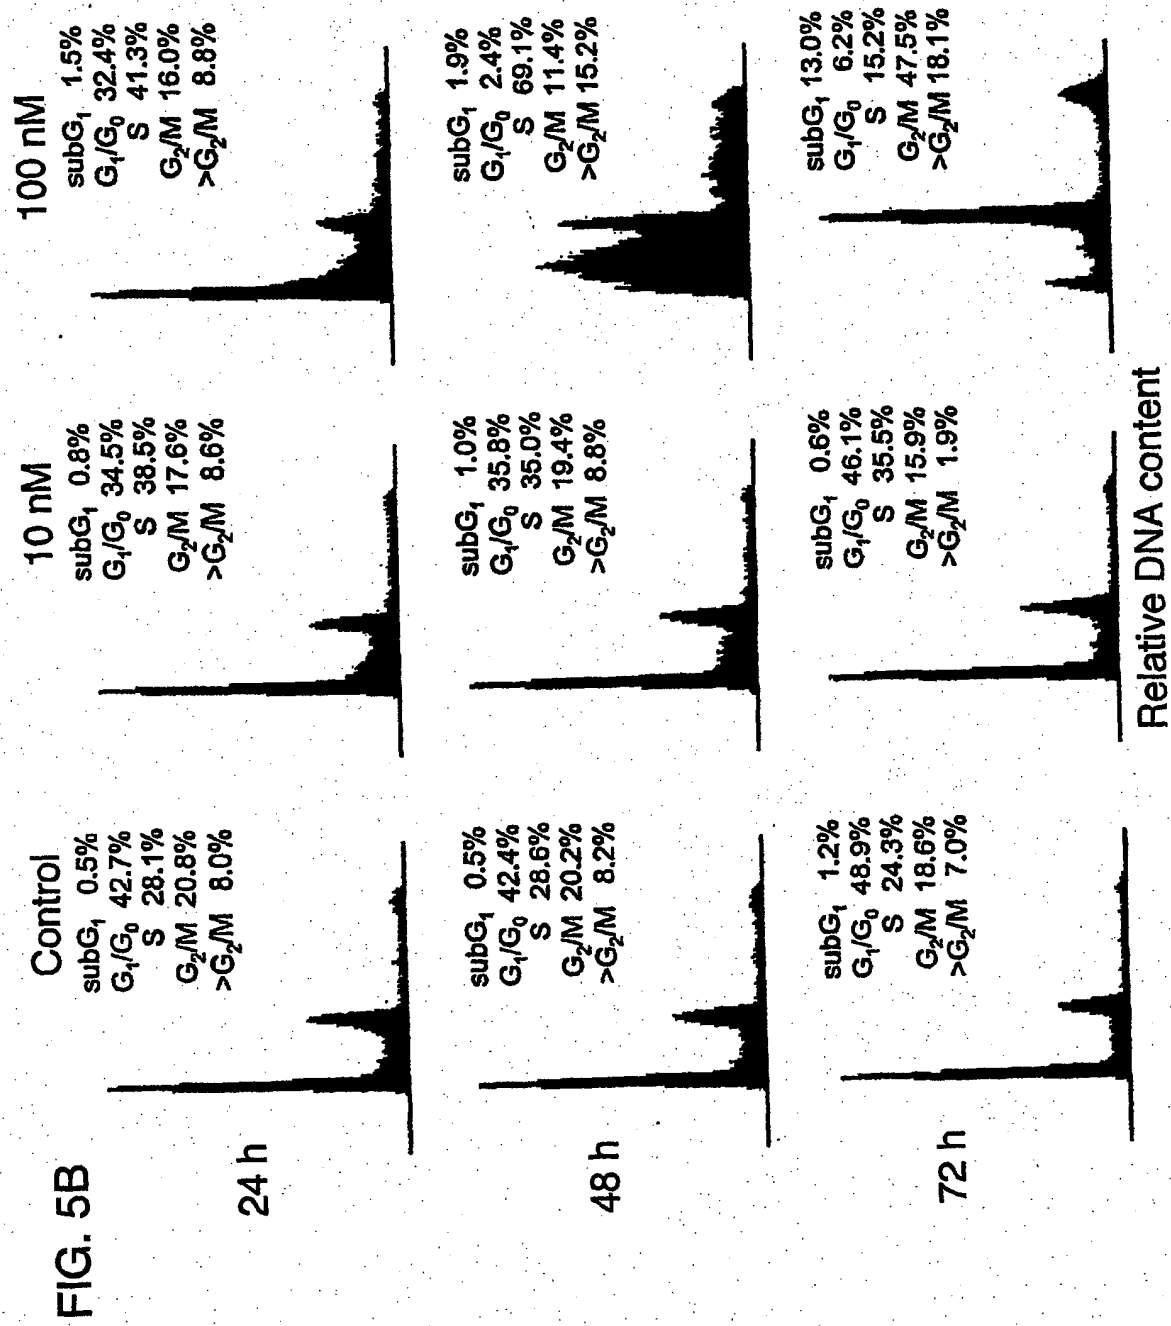 FIG. 5B
Control
10 nM
100 nM
24 h
subG₁ 0.5%
G₁/G₀ 42.7%
S 28.1%
G₂/M 20.8%
>G₂/M 8.0%
subG₁ 0.8%
G₁/G₀ 34.5%
S 38.5%
G₂/M 17.6%
>G₂/M 8.6%
subG₁ 1.5%
G₁/G₀ 32.4%
S 41.3%
G₂/M 16.0%
>G₂/M 8.8%
48 h
subG₁ 0.5%
G₁/G₀ 42.4%
S 28.6%
G₂/M 20.2%
>G₂/M 8.2%
subG₁ 1.0%
G₁/G₀ 35.8%
S 35.0%
G₂/M 19.4%
>G₂/M 8.8%
subG₁ 1.9%
G₁/G₀ 2.4%
S 69.1%
G₂/M 11.4%
>G₂/M 15.2%
72 h
subG₁ 1.2%
G₁/G₀ 48.9%
S 24.3%
G₂/M 18.6%
>G₂/M 7.0%
subG₁ 0.6%
G₁/G₀ 46.1%
S 35.5%
G₂/M 15.9%
>G₂/M 1.9%
subG₁ 13.0%
G₁/G₀ 6.2%
S 15.2%
G₂/M 47.5%
>G₂/M 18.1%
Relative DNA content